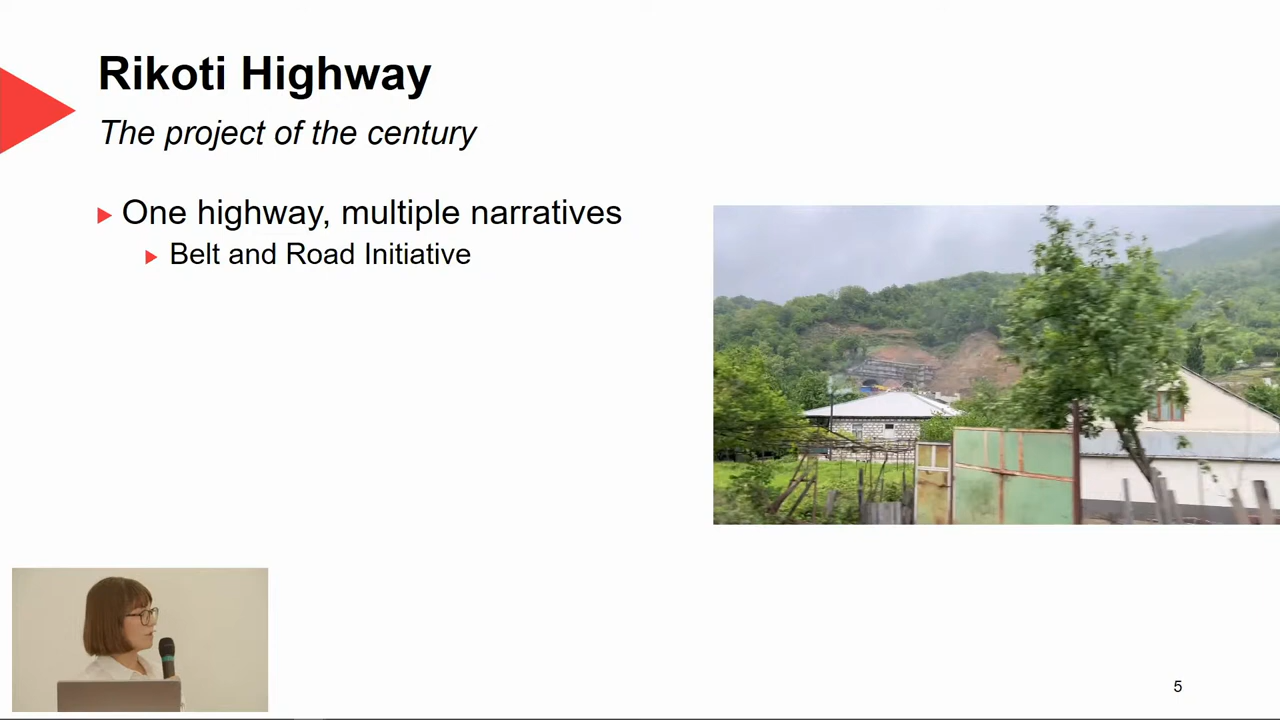 Rikoti Highway
The project of the century
One highway, multiple narratives
Belt and Road Initiative
5